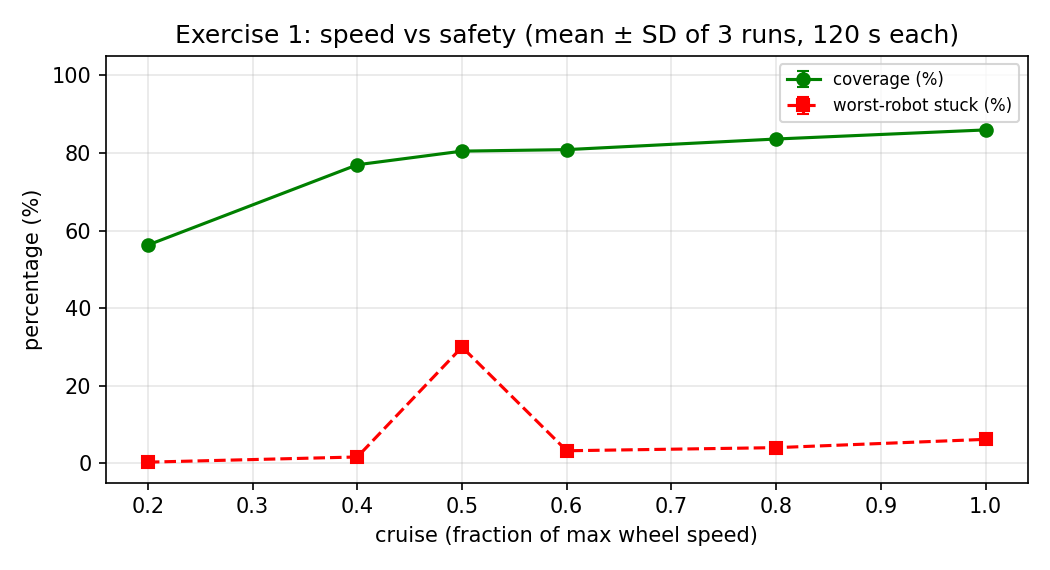 Exercise 1: speed vs safety (mean ± SD of 3 runs, 120 s each)
coverage (%)
worst-robot stuck (%)
percentage (%)
100
80
60
40
20
0
0.2 0.3 0.4 0.5 0.6 0.7 0.8 0.9 1.0
cruise (fraction of max wheel speed)